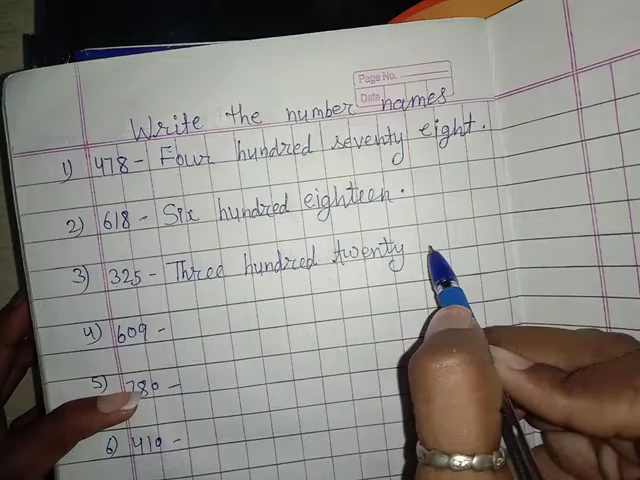 Page No.
Date
Write the number names
1) 478 - Four hundred seventy eight.
2) 618 - Six hundred eighteen.
3) 325 - Three hundred twenty
4) 609 -
5) 780 -
6) 410 -